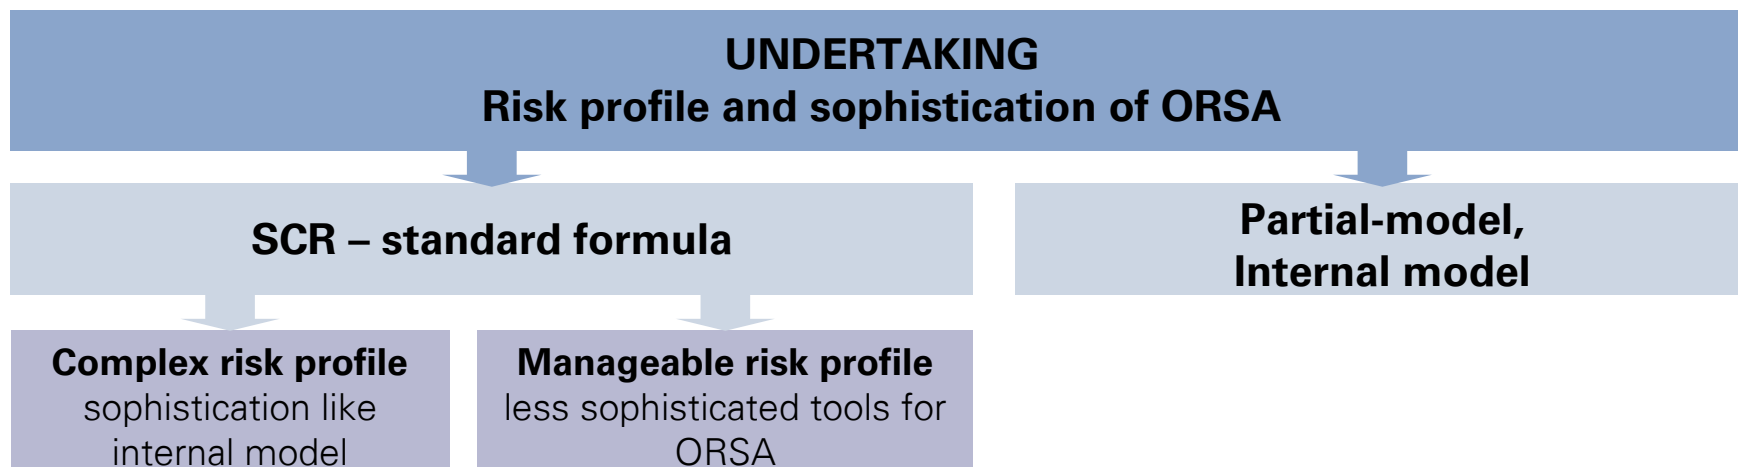 UNDERTAKING
Risk profile and sophistication of ORSA
SCR – standard formula
Partial-model,
Internal model
Complex risk profile
sophistication like
internal model
Manageable risk profile
less sophisticated tools for
ORSA